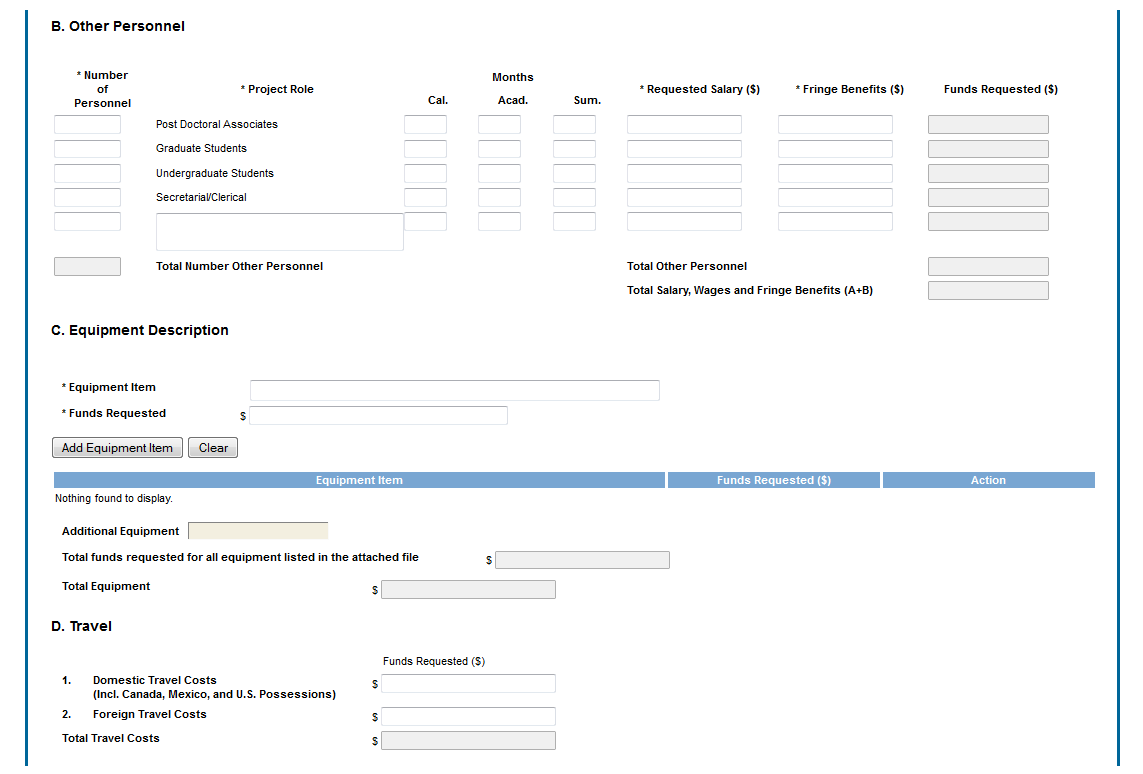 B. Other Personnel
* Number of Personnel
* Project Role
Months
Cal. Acad. Sum.
* Requested Salary ($)
* Fringe Benefits ($)
Funds Requested ($)
Post Doctoral Associates
Graduate Students
Undergraduate Students
Secretarial/Clerical
Total Number Other Personnel Total Other Personnel
Total Salary, Wages and Fringe Benefits (A+B)
C. Equipment Description
* Equipment Item
* Funds Requested $
Add Equipment Item Clear
Equipment Item Funds Requested ($) Action
Nothing found to display.
Additional Equipment
Total funds requested for all equipment listed in the attached file $
Total Equipment $
D. Travel
Funds Requested ($)
1. Domestic Travel Costs $
(Incl. Canada, Mexico, and U.S. Possessions)
2. Foreign Travel Costs $
Total Travel Costs $